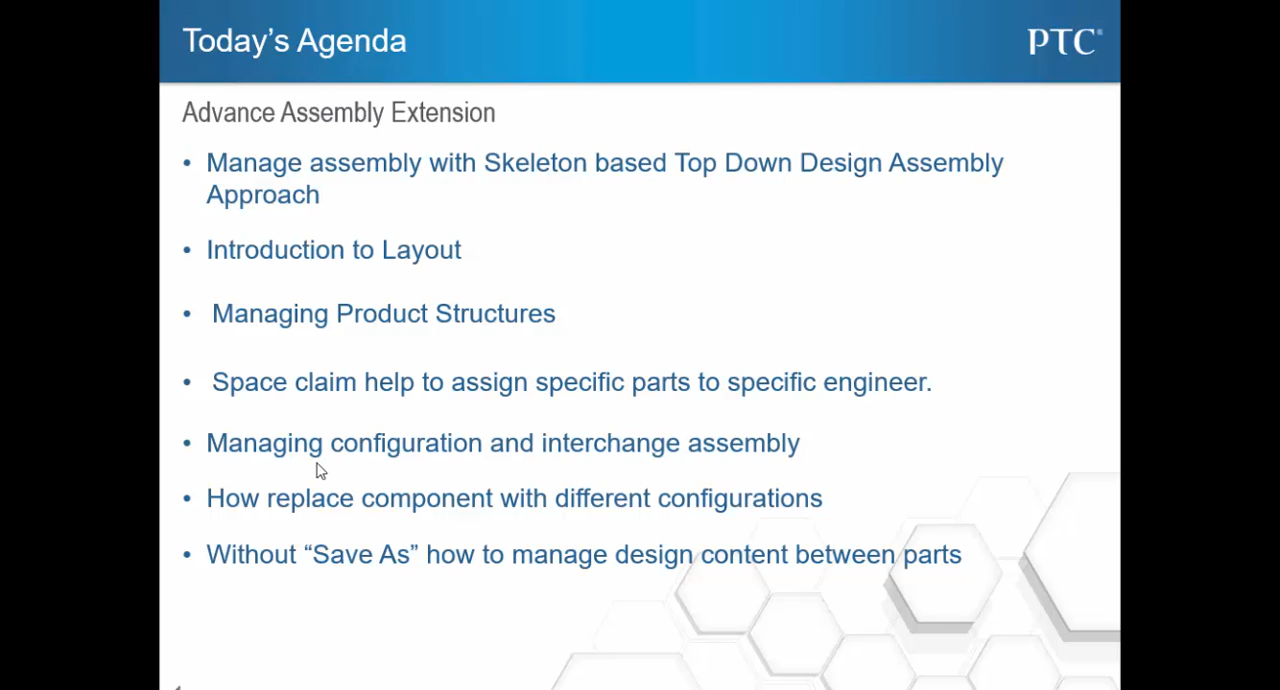 Today's Agenda
PTC®
Advance Assembly Extension
• Manage assembly with Skeleton based Top Down Design Assembly
Approach
• Introduction to Layout
• Managing Product Structures
• Space claim help to assign specific parts to specific engineer.
• Managing configuration and interchange assembly
• How replace component with different configurations
• Without “Save As” how to manage design content between parts